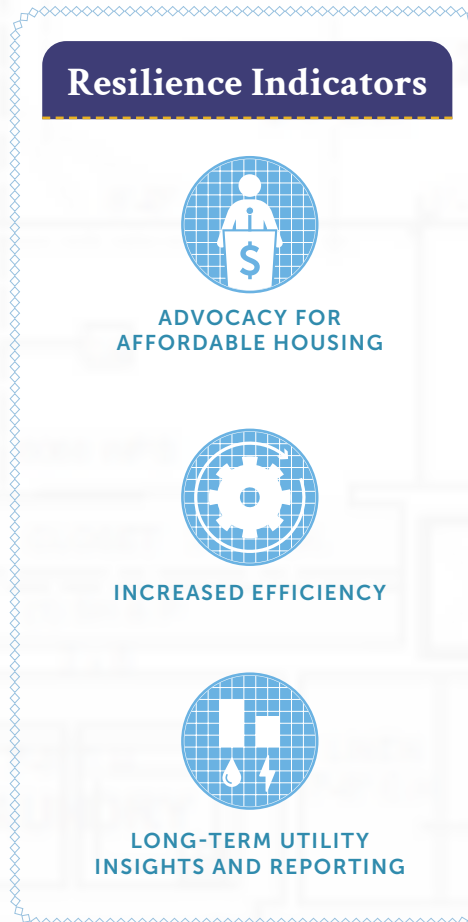 Resilience Indicators
$
ADVOCACY FOR
AFFORDABLE HOUSING
INCREASED EFFICIENCY
LONG-TERM UTILITY
INSIGHTS AND REPORTING